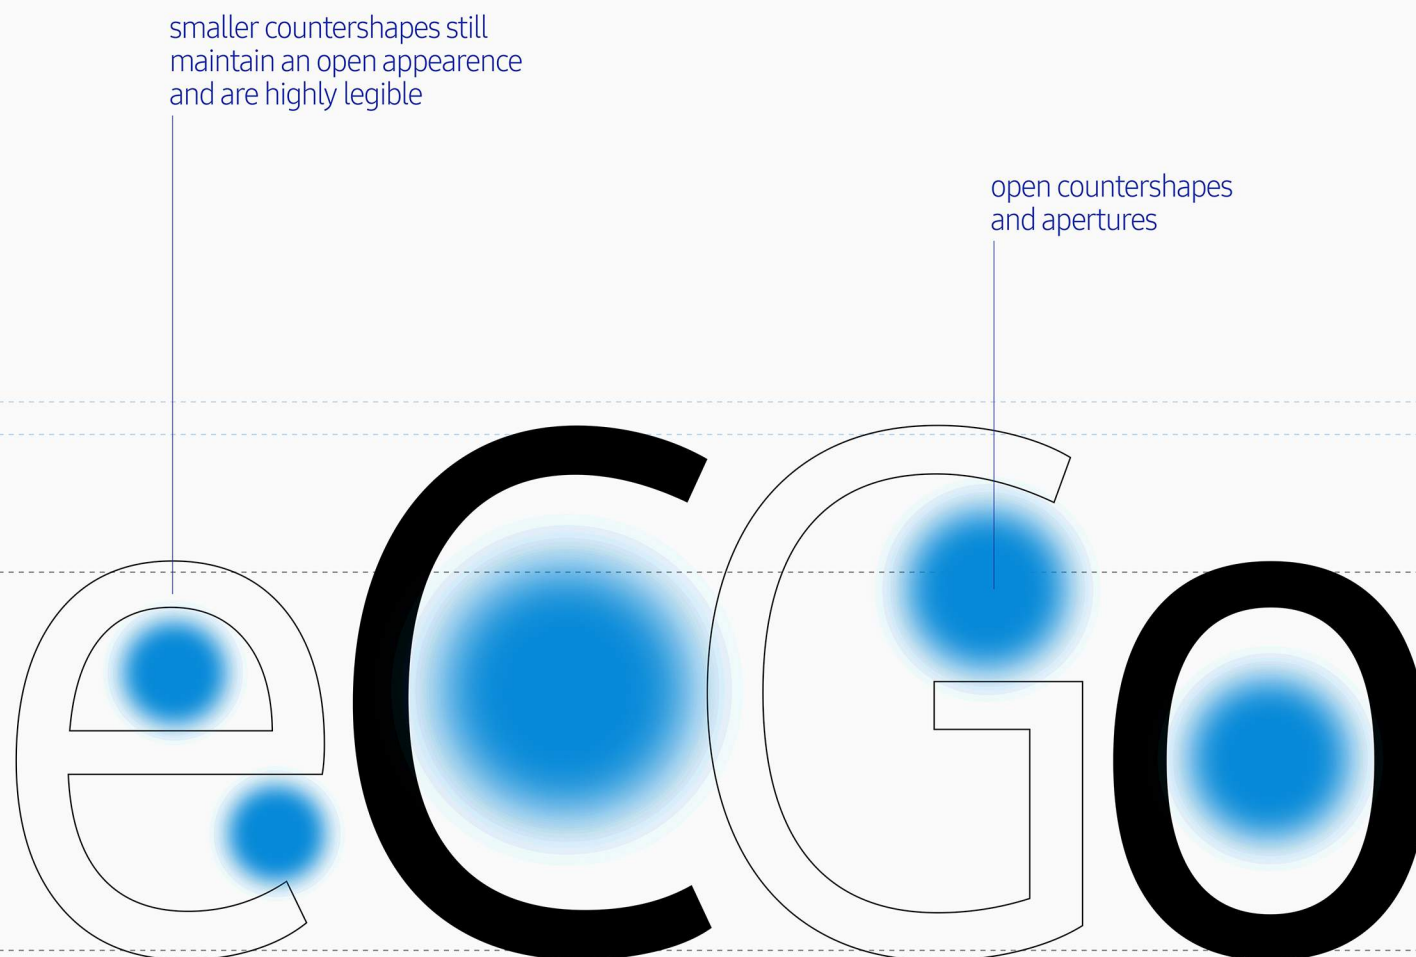 smaller countershapes still
maintain an open appearence
and are highly legible
open countershapes
and apertures
eCGo